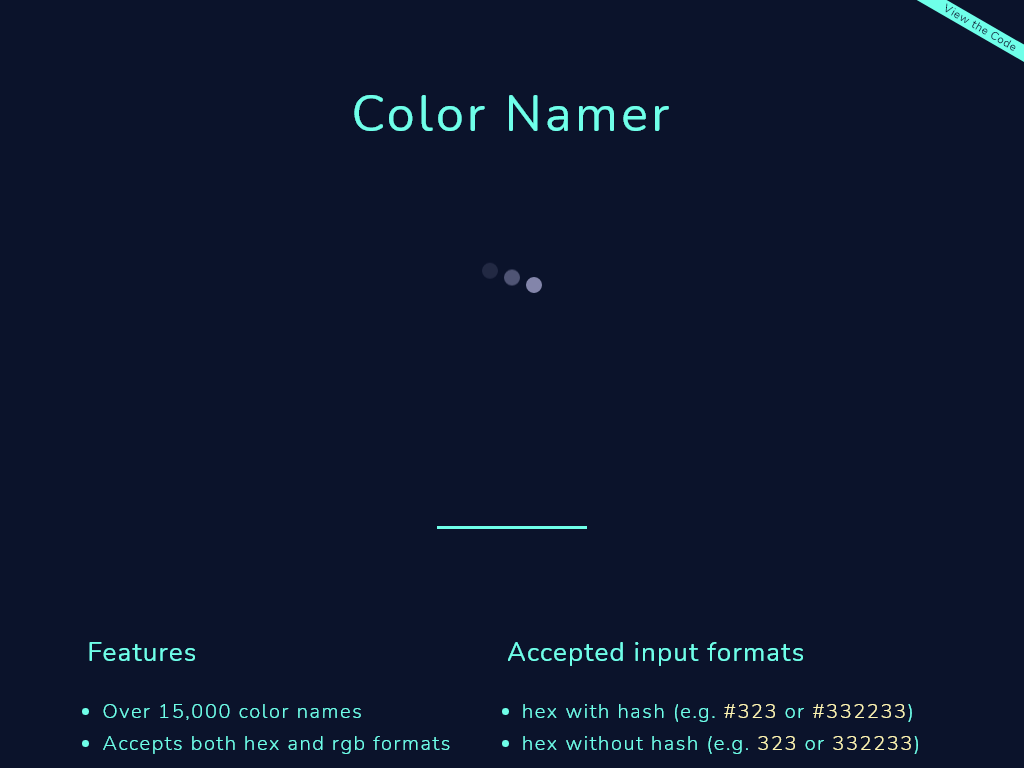 View the Code
Color Namer
Features
Over 15,000 color names
Accepts both hex and rgb formats
Accepted input formats
hex with hash (e.g. #323 or #332233)
hex without hash (e.g. 323 or 332233)